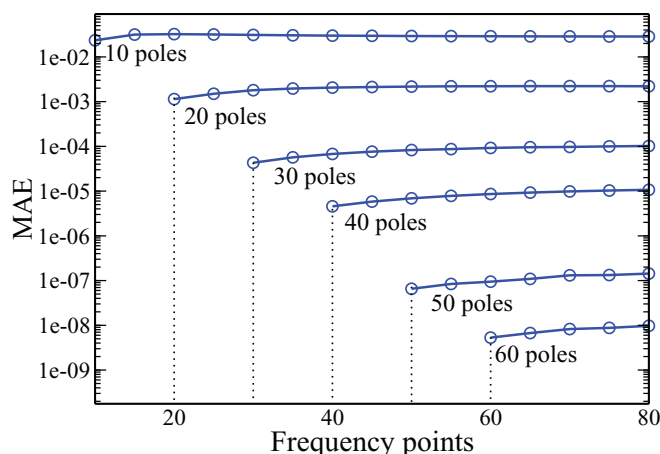 10 poles
1e-02
1e-03
20 poles
1e-04
30 poles
1e-05
40 poles
1e-06
1e-07
50 poles
1e-08
60 poles
1e-09
MAE
20
40
60
80
Frequency points